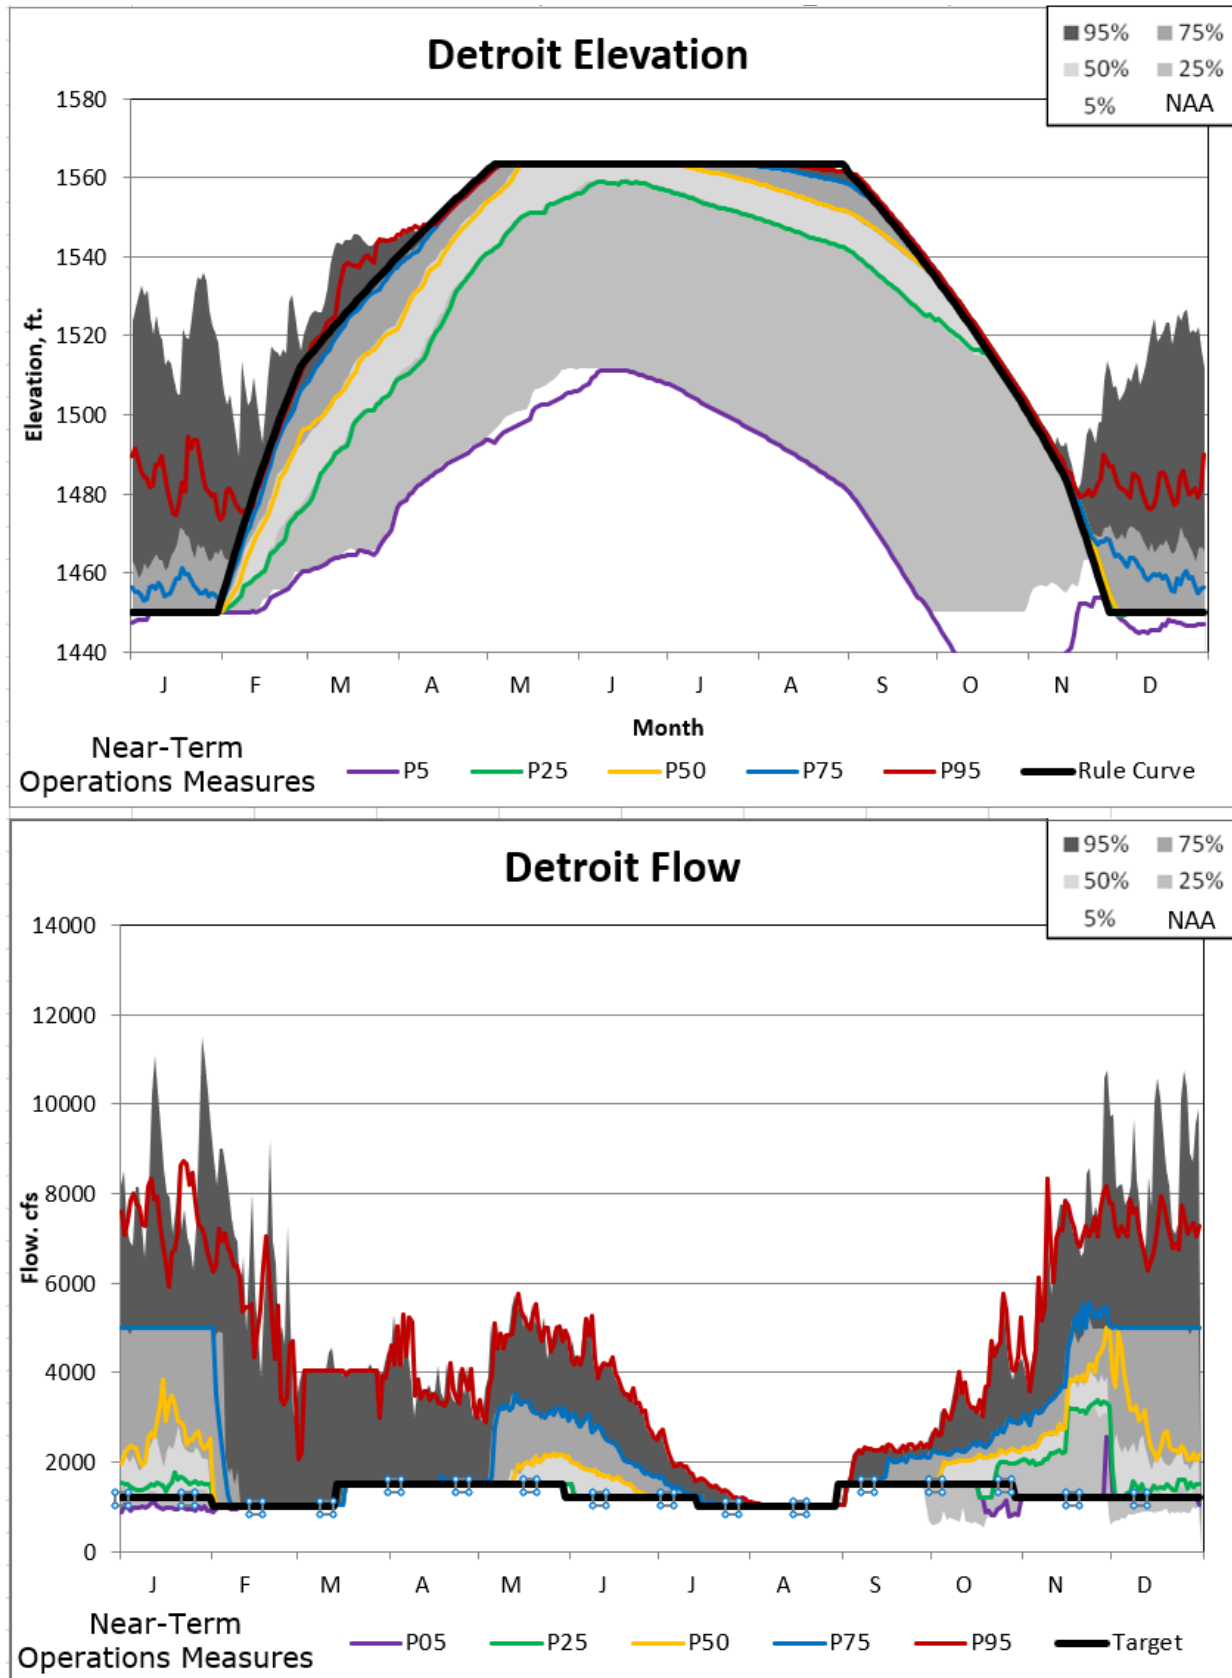 Detroit Elevation
95% 75%
50% 25%
5% NAA
1580
1560
1540
1520
1500
1480
1460
1440
Elevation, ft.
J F M A M J J A S O N D
Month
Near-Term
Operations Measures
P5 P25 P50 P75 P95 Rule Curve
Detroit Flow
95% 75%
50% 25%
5% NAA
14000
12000
10000
8000
6000
4000
2000
0
Flow. cfs
J F M A M J J A S O N D
Near-Term
Operations Measures
P05 P25 P50 P75 P95 Target